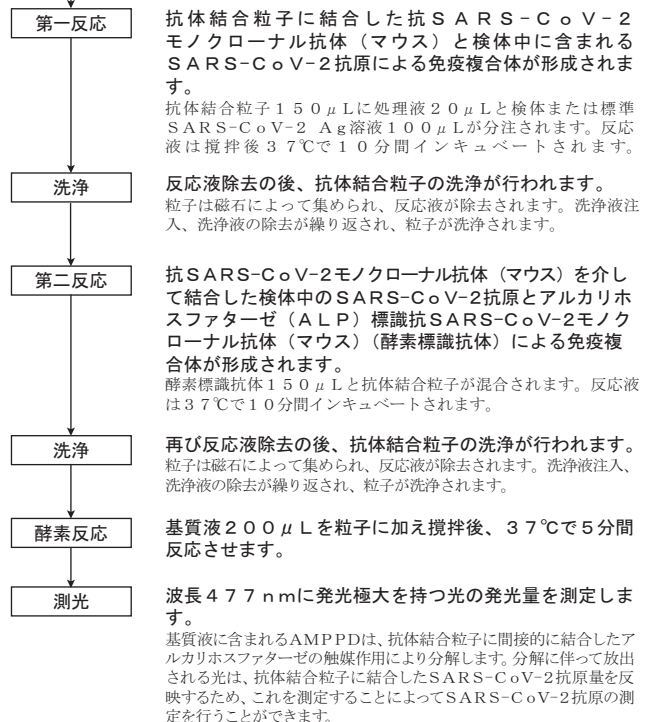 第一反応
抗体結合粒子に結合した抗ＳＡＲＳ-ＣｏＶ-２
モノクローナル抗体（マウス）と検体中に含まれる
ＳＡＲＳ-ＣｏＶ-２抗原による免疫複合体が形成されま
す。
抗体結合粒子１５０μLに処理液２０μLと検体または標準
ＳＡＲＳ-ＣｏＶ-２ Ａｇ溶液１００μLが分注されます。反応
液は攪拌後３７℃で１０分間インキュベートされます。
洗浄
反応液除去の後、抗体結合粒子の洗浄が行われます。
粒子は磁石によって集められ、反応液が除去されます。洗浄液注
入、洗浄液の除去が繰り返され、粒子が洗浄されます。
第二反応
抗ＳＡＲＳ-ＣｏＶ-２モノクローナル抗体（マウス）を介し
て結合した検体中のＳＡＲＳ-ＣｏＶ-２抗原とアルカリホ
スファターゼ（ＡＬＰ）標識抗ＳＡＲＳ-ＣｏＶ-２モノク
ローナル抗体（マウス）（酵素標識抗体）による免疫複
合体が形成されます。
酵素標識抗体１５０μLと抗体結合粒子が混合されます。反応液
は３７℃で１０分間インキュベートされます。
洗浄
再び反応液除去の後、抗体結合粒子の洗浄が行われます。
粒子は磁石によって集められ、反応液が除去されます。洗浄液注入、
洗浄液の除去が繰り返され、粒子が洗浄されます。
酵素反応
基質液２００μＬを粒子に加え攪拌後、３７℃で５分間
反応させます。
測光
波長４７７ｎｍに発光極大を持つ光の発光量を測定しま
す。
基質液に含まれるAMPPDは、抗体結合粒子に間接的に結合したア
ルカリホスファターゼの触媒作用により分解します。分解に伴って放出
される光は、抗体結合粒子に結合したＳＡＲＳ-ＣｏＶ-２抗原量を反
映するため、これを測定することによってＳＡＲＳ-ＣｏＶ-２抗原の測
定を行うことができます。